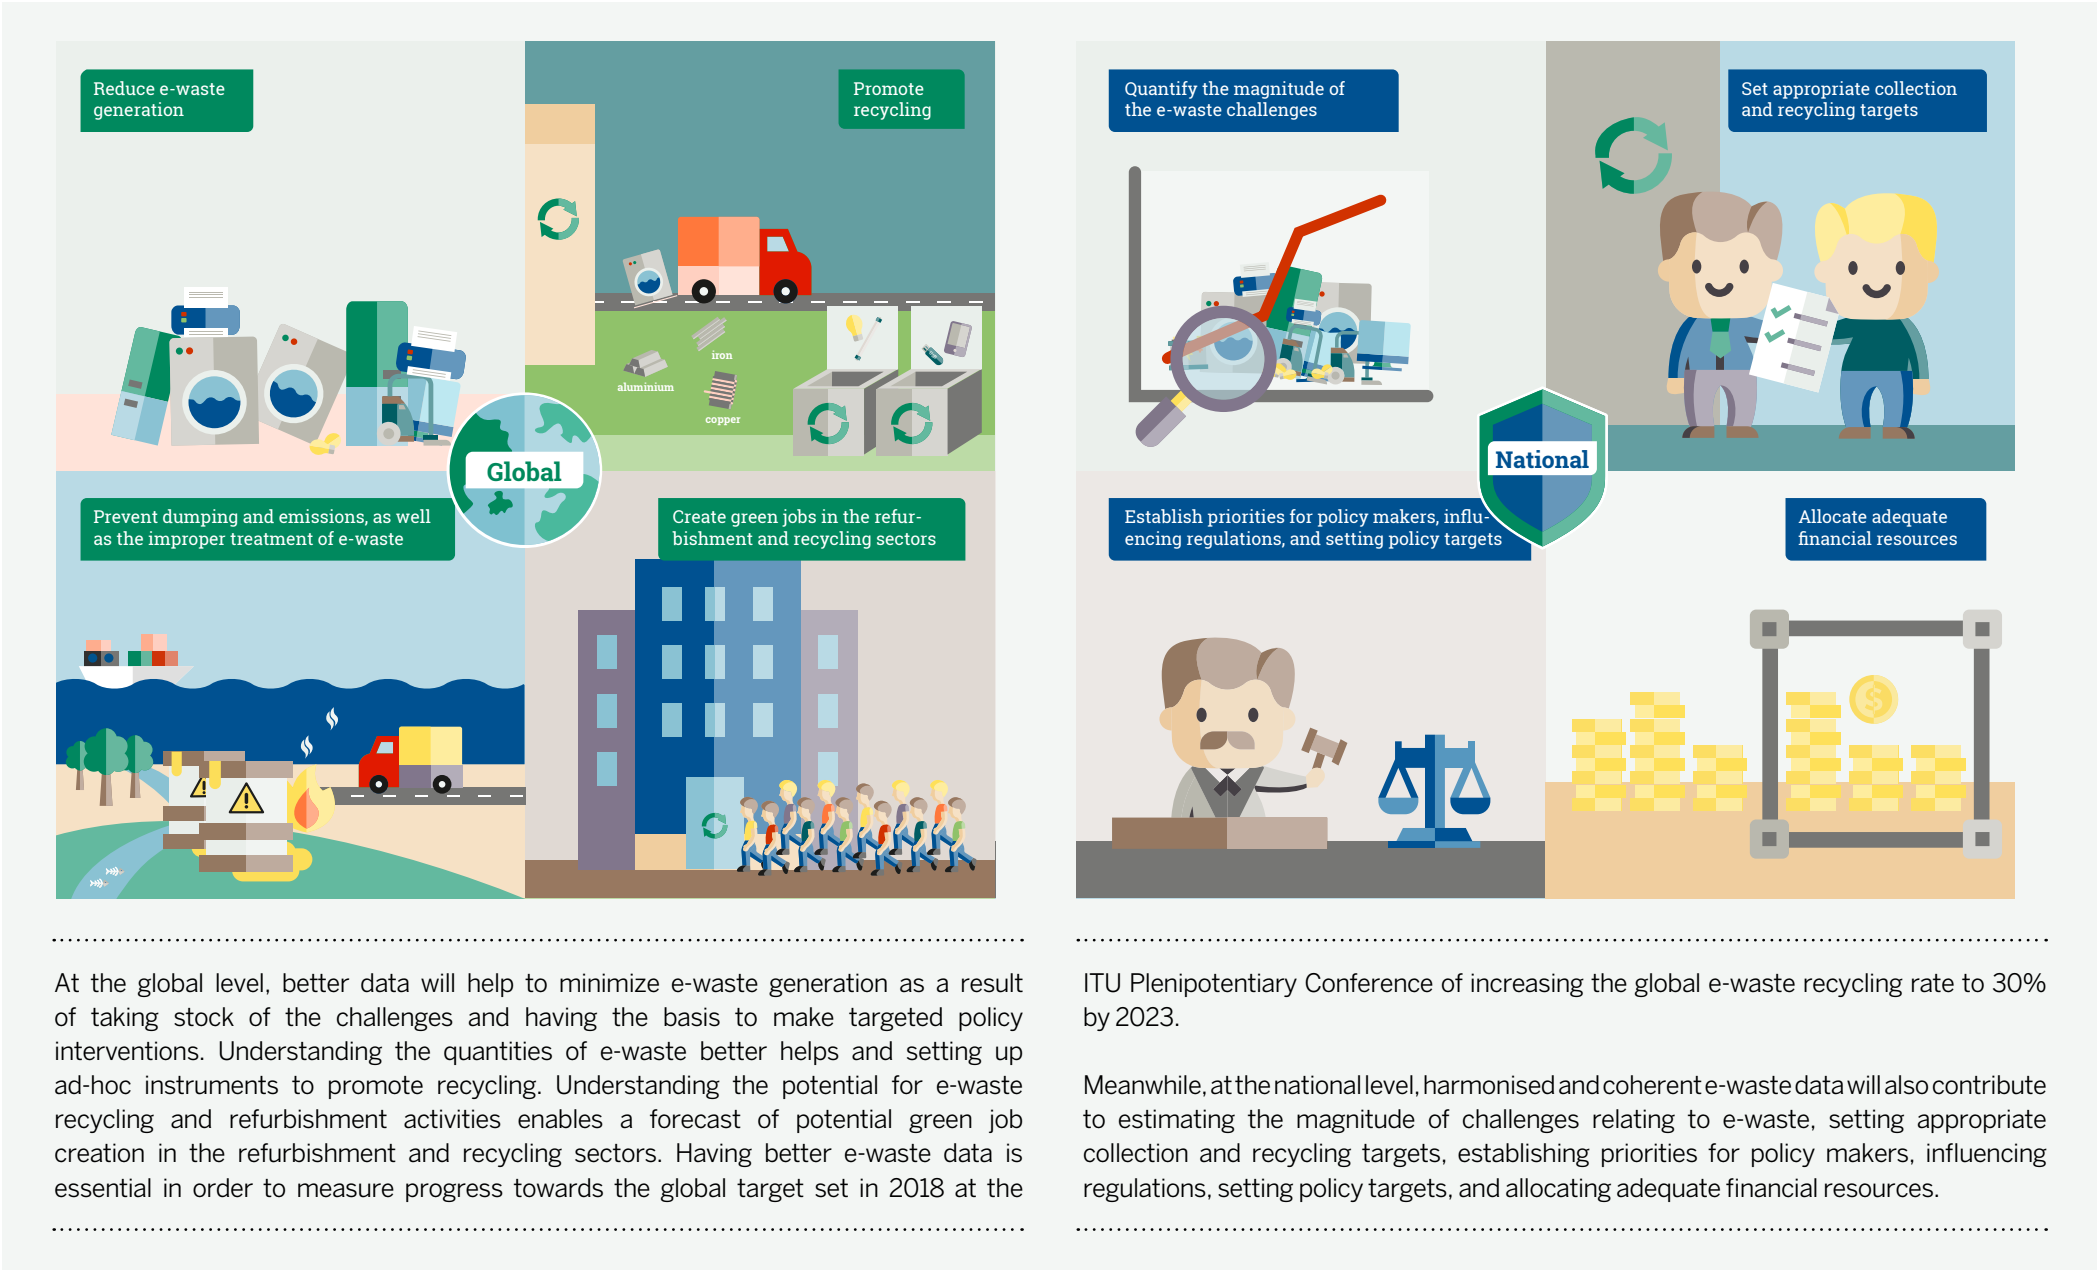 Reduce e-waste
generation
Promote
recycling
iron
aluminium
copper
Global
Prevent dumping and emissions, as well
as the improper treatment of e-waste
Create green jobs in the refur-
bishment and recycling sectors
Quantify the magnitude of
the e-waste challenges
Set appropriate collection
and recycling targets
National
Establish priorities for policy makers, influ-
encing regulations, and setting policy targets
Allocate adequate
financial resources
$
At the global level, better data will help to minimize e-waste generation as a result
of taking stock of the challenges and having the basis to make targeted policy
interventions. Understanding the quantities of e-waste better helps and setting up
ad-hoc instruments to promote recycling. Understanding the potential for e-waste
recycling and refurbishment activities enables a forecast of potential green job
creation in the refurbishment and recycling sectors. Having better e-waste data is
essential in order to measure progress towards the global target set in 2018 at the
ITU Plenipotentiary Conference of increasing the global e-waste recycling rate to 30%
by 2023.
Meanwhile, at the national level, harmonised and coherent e-waste data will also contribute
to estimating the magnitude of challenges relating to e-waste, setting appropriate
collection and recycling targets, establishing priorities for policy makers, influencing
regulations, setting policy targets, and allocating adequate financial resources.